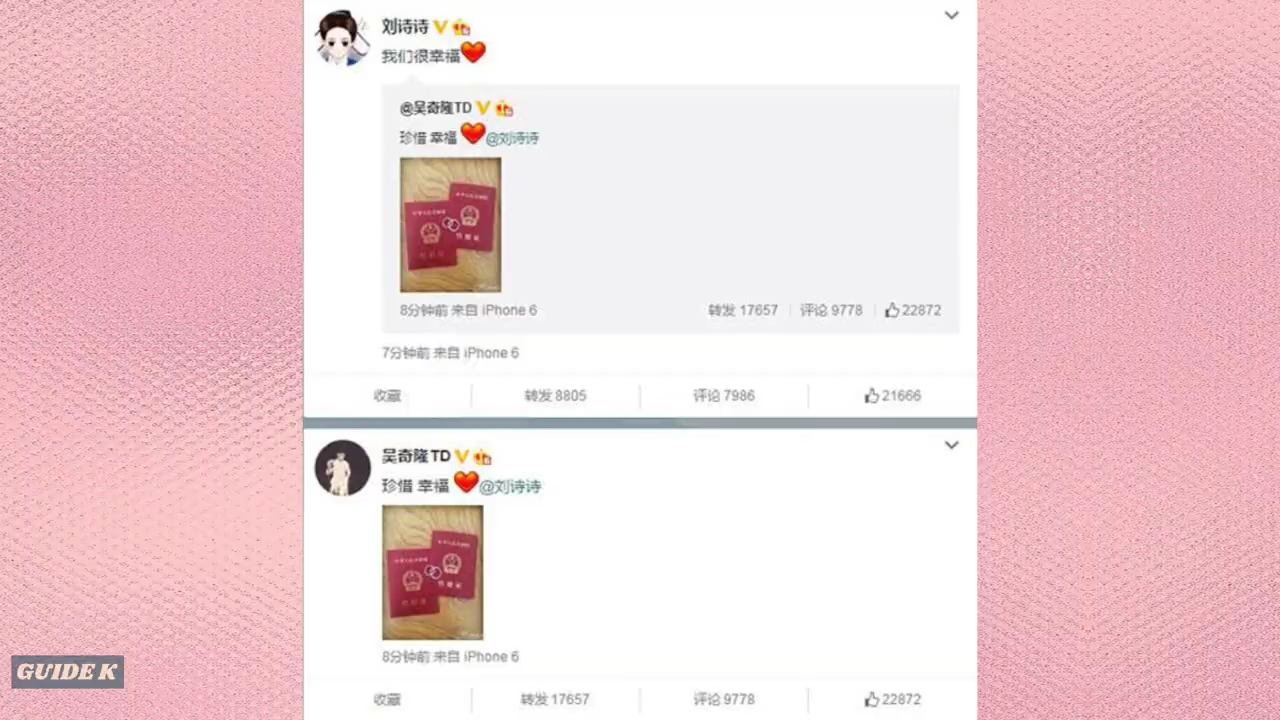 刘诗诗
我们很幸福
@吴奇隆TD
珍惜 幸福 @刘诗诗
8分钟前 来自 iPhone 6
转发 17657 评论 9778 22872
7分钟前 来自 iPhone 6
收藏 转发 8805 评论 7986 21666
吴奇隆TD
珍惜 幸福 @刘诗诗
8分钟前 来自 iPhone 6
收藏 转发 17657 评论 9778 22872
GUIDE K